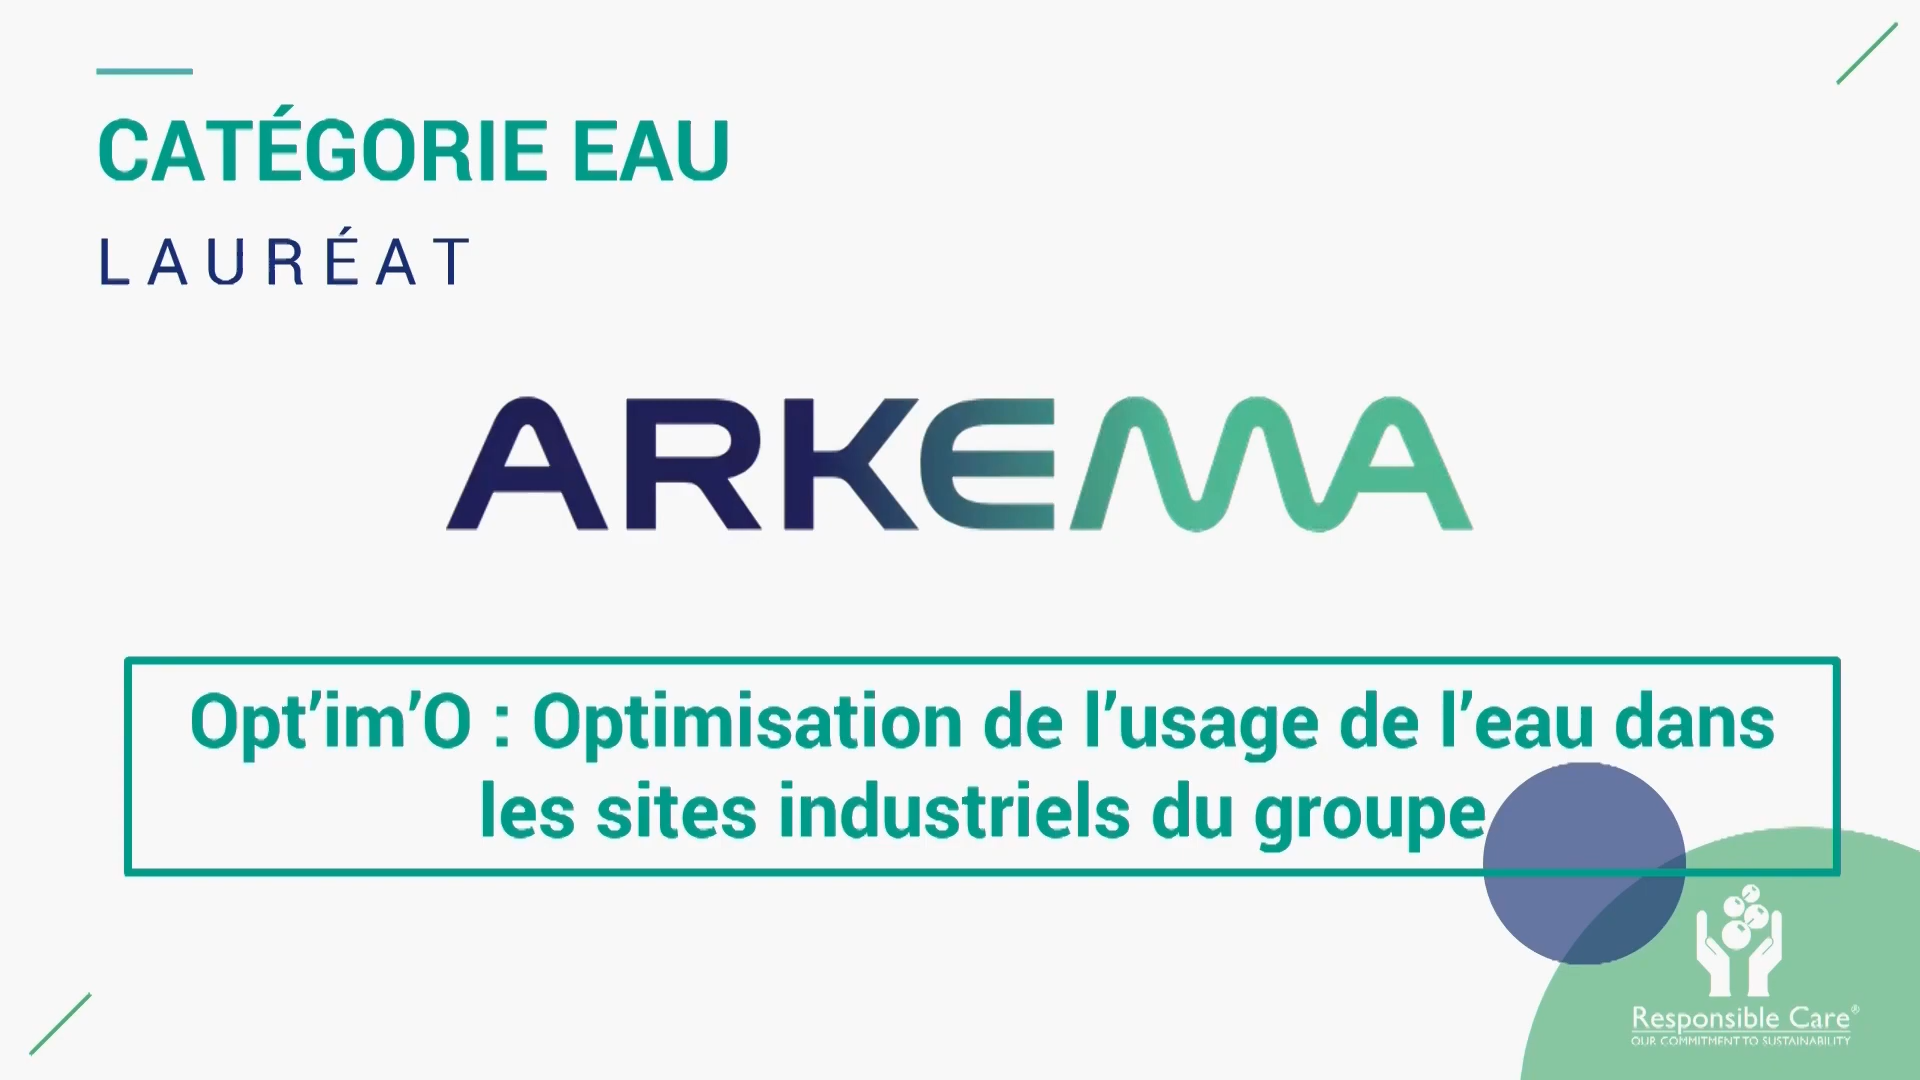 CATÉGORIE EAU
LAURÉAT
ARKEMA
Opt’im’O : Optimisation de l’usage de l’eau dans
les sites industriels du groupe
Responsible Care®
OUR COMMITMENT TO SUSTAINABILITY